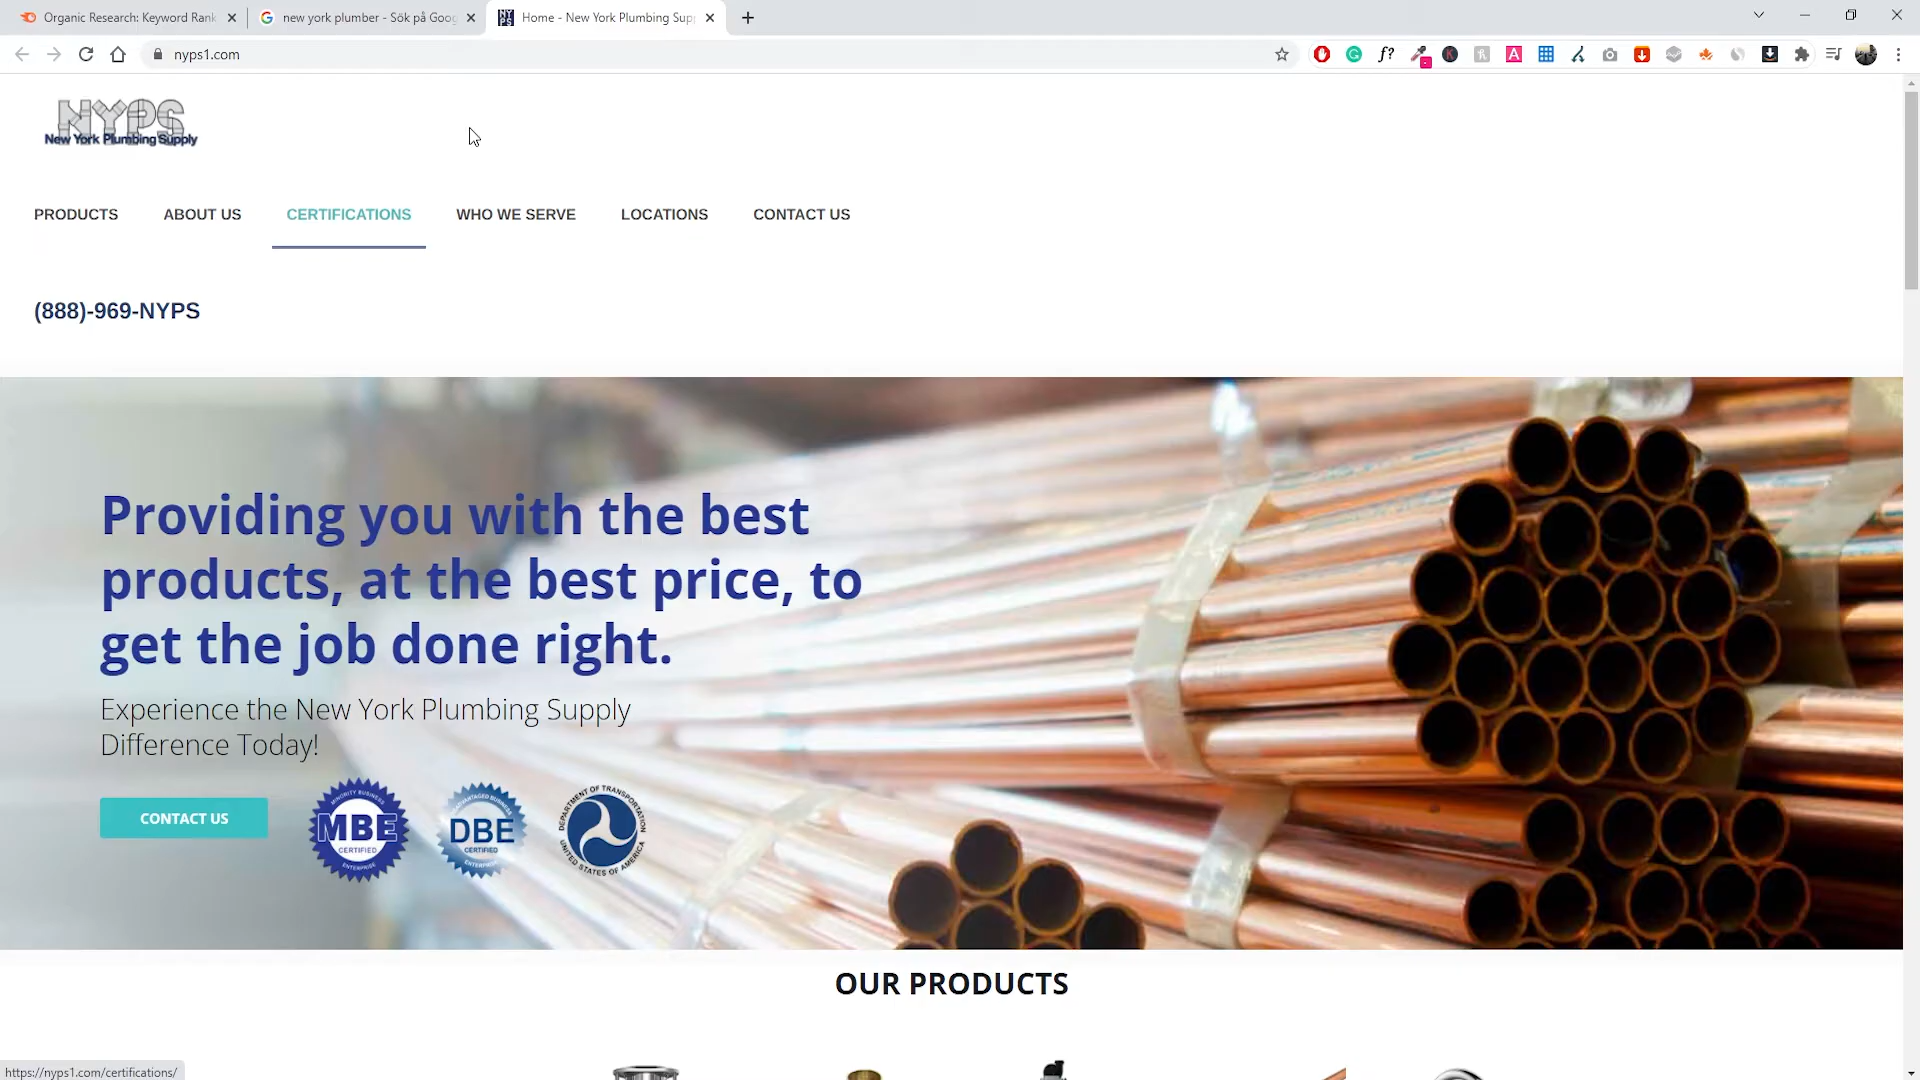 Organic Research: Keyword Rank
new york plumber - Sök på Goog
Home - New York Plumbing Sup
nyps1.com
NYPS
New York Plumbing Supply
PRODUCTS
ABOUT US
CERTIFICATIONS
WHO WE SERVE
LOCATIONS
CONTACT US
(888)-969-NYPS
Providing you with the best
products, at the best price, to
get the job done right.
Experience the New York Plumbing Supply
Difference Today!
CONTACT US
MINORITY BUSINESS
MBE
CERTIFIED
ENTERPRISE
DBE
CERTIFIED
ENTERPRISE
DEPARTMENT OF TRANSPORTATION
UNITED STATES OF AMERICA
OUR PRODUCTS
https://nyps1.com/certifications/